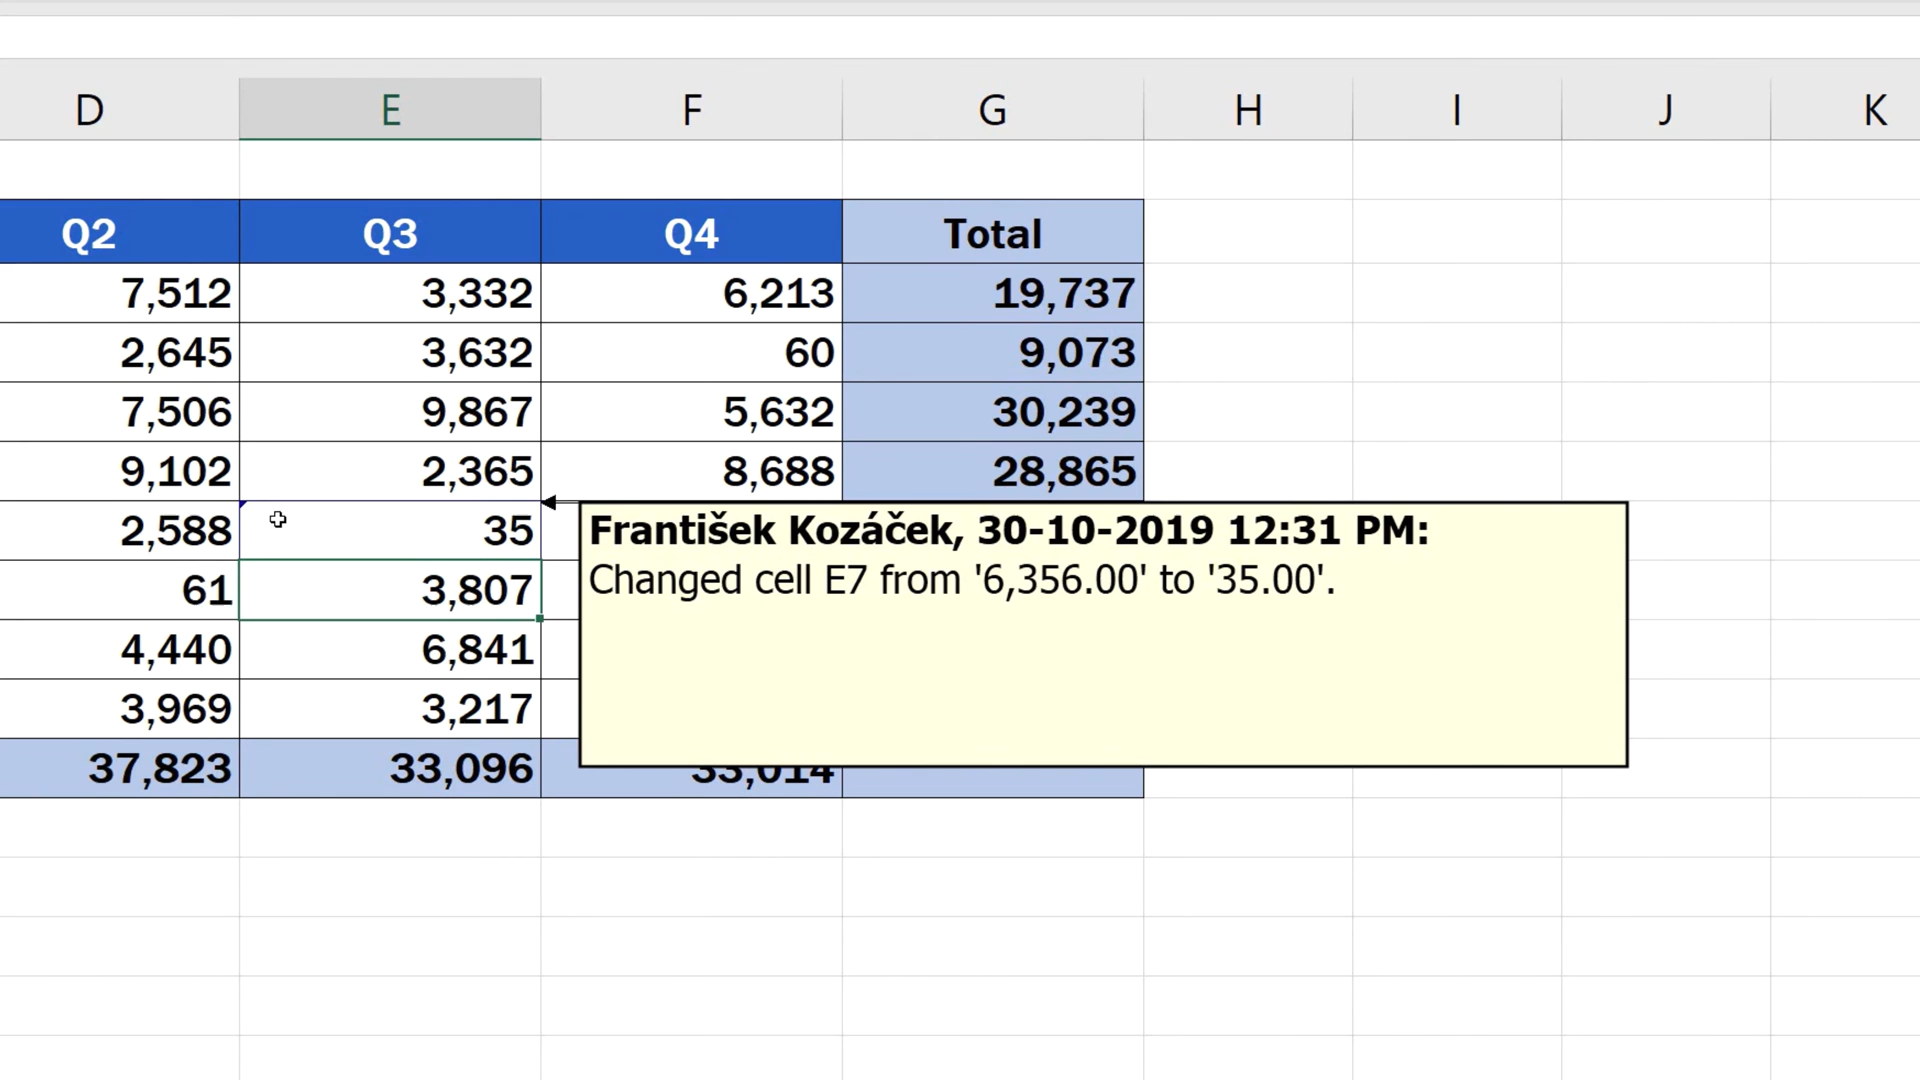 D E F G H I J K
Q2 Q3 Q4 Total
7,512 3,332 6,213 19,737
2,645 3,632 60 9,073
7,506 9,867 5,632 30,239
9,102 2,365 8,688 28,865
2,588 35
František Kozáček, 30-10-2019 12:31 PM:
Changed cell E7 from '6,356.00' to '35.00'.
61 3,807
4,440 6,841
3,969 3,217
37,823 33,096 33,014